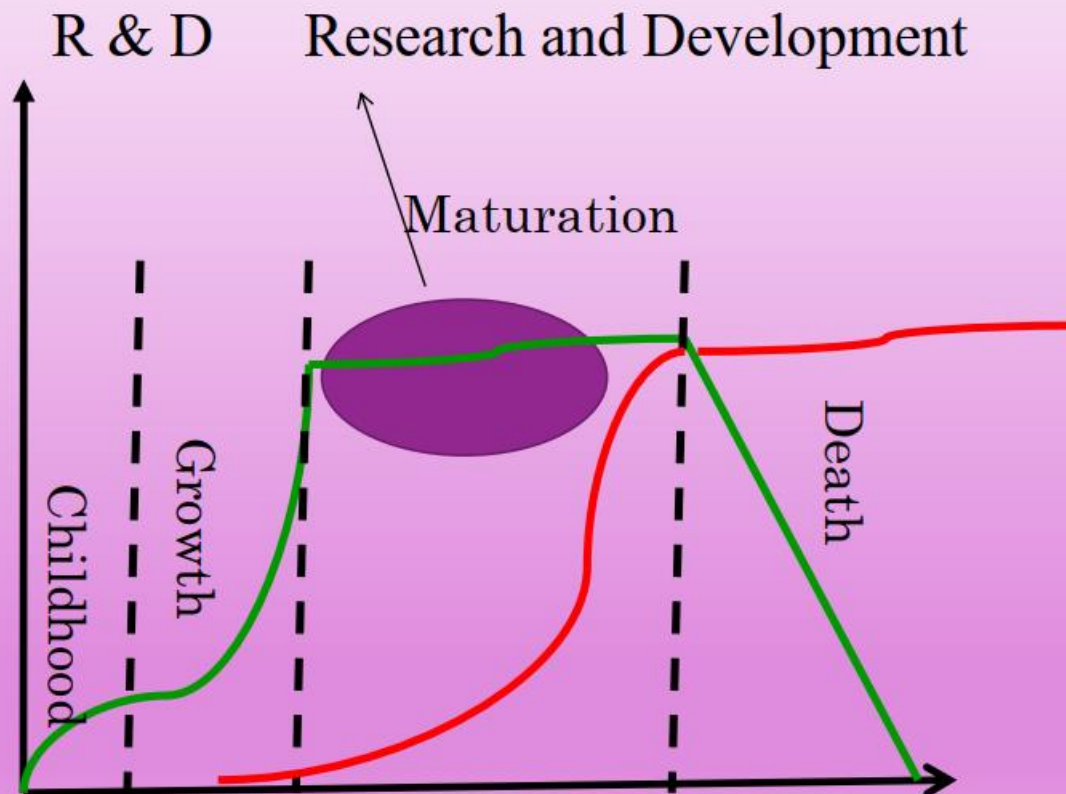 R & D Research and Development
Maturation
Childhood
Growth
Death